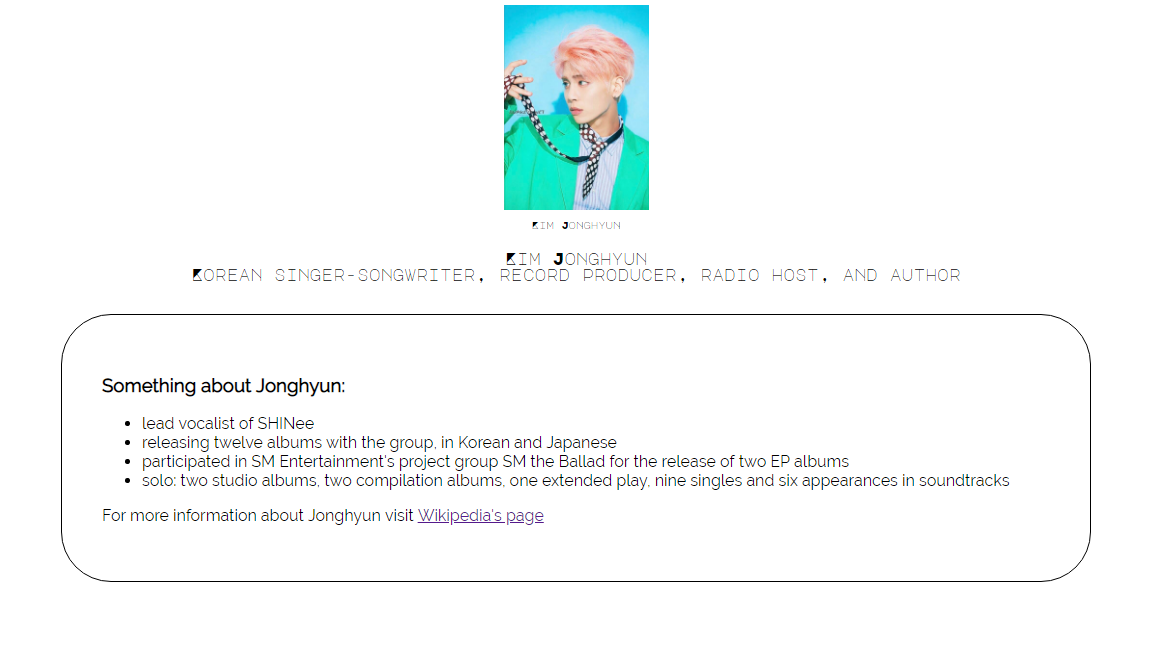 Kim Jonghyun
Kim Jonghyun
Korean singer-songwriter, record producer, radio host, and author
Something about Jonghyun:
lead vocalist of SHINee
releasing twelve albums with the group, in Korean and Japanese
participated in SM Entertainment's project group SM the Ballad for the release of two EP albums
solo: two studio albums, two compilation albums, one extended play, nine singles and six appearances in soundtracks
For more information about Jonghyun visit Wikipedia's page